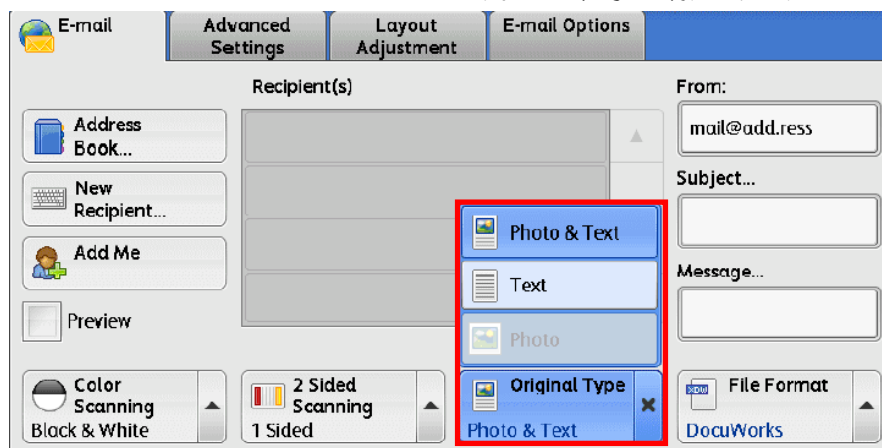 E-mail
Advanced
Settings
Layout
Adjustment
E-mail Options
Recipient(s)
From:
Address
Book...
mail@add.ress
New
Recipient...
Subject...
Photo & Text
Add Me
Text
Message...
Preview
Photo
Color
Scanning
Black & White
2 Sided
Scanning
1 Sided
Original Type
Photo & Text
XDW
File Format
DocuWorks